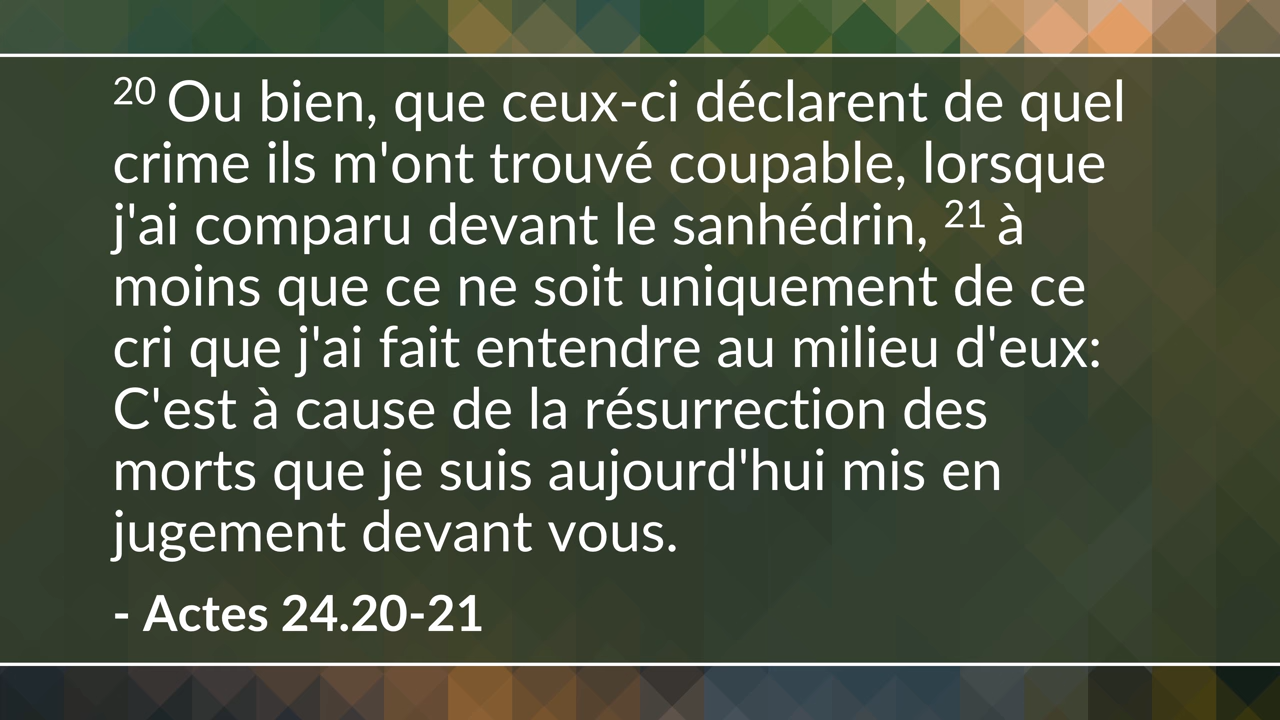 20 Ou bien, que ceux-ci déclarent de quel
crime ils m'ont trouvé coupable, lorsque
j'ai comparu devant le sanhédrin, 21 à
moins que ce ne soit uniquement de ce
cri que j'ai fait entendre au milieu d'eux:
C'est à cause de la résurrection des
morts que je suis aujourd'hui mis en
jugement devant vous.
- Actes 24.20-21